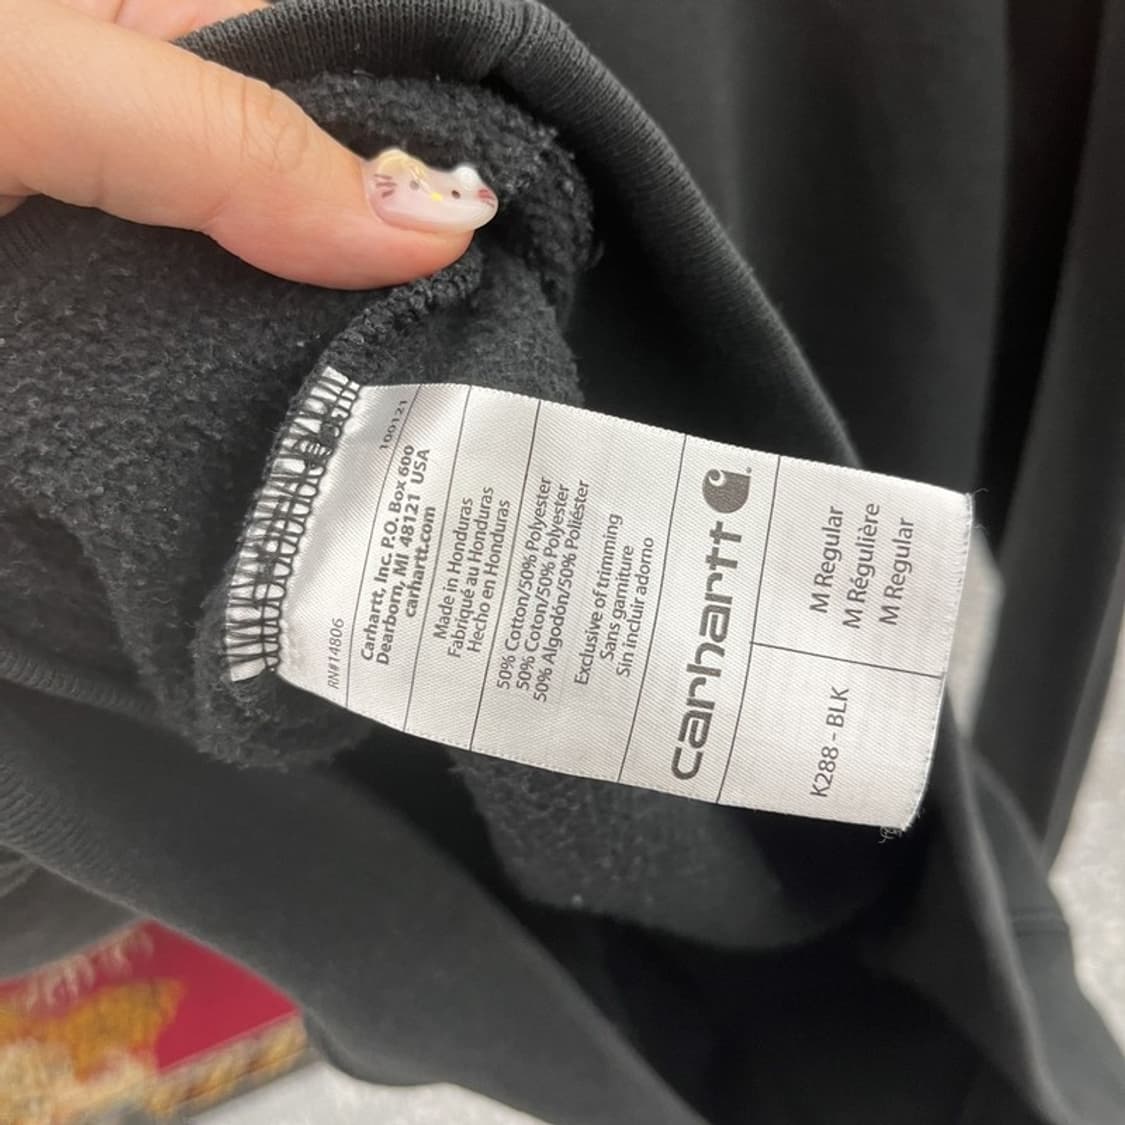 100121
RN#14806
Carhartt, Inc. P.O. Box 600
Dearborn, MI 48121 USA
carhartt.com
Made in Honduras
Fabriqué au Honduras
Hecho en Honduras
50% Cotton/50% Polyester
50% Coton/50% Polyester
50% Algodón/50% Poliéster
Exclusive of trimming
Sans garniture
Sin incluir adorno
carhartt
M Regular
M Régulière
M Regular
K288 - BLK